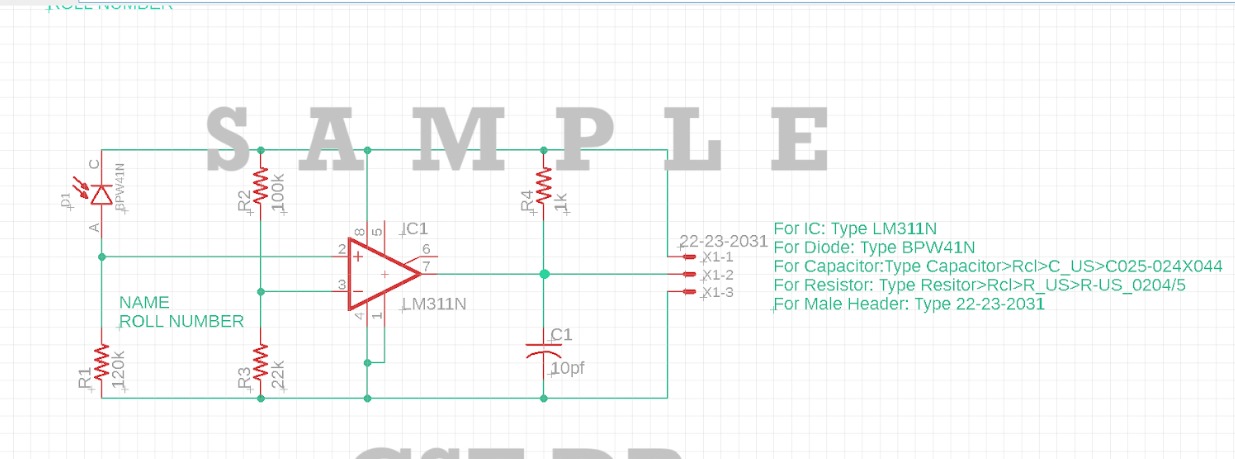 ROLL NUMBER
S A M P L E
C
D1
BPW41N
A
R2
100k
R4
1k
IC1
8
5
2
6
7
3
4
1
LM311N
22-23-2031
X1-1
X1-2
X1-3
For IC: Type LM311N
For Diode: Type BPW41N
For Capacitor:Type Capacitor>Rcl>C_US>C025-024X044
For Resistor: Type Resitor>Rcl>R_US>R-US_0204/5
For Male Header: Type 22-23-2031
NAME
ROLL NUMBER
R1
120k
R3
22k
C1
10pf